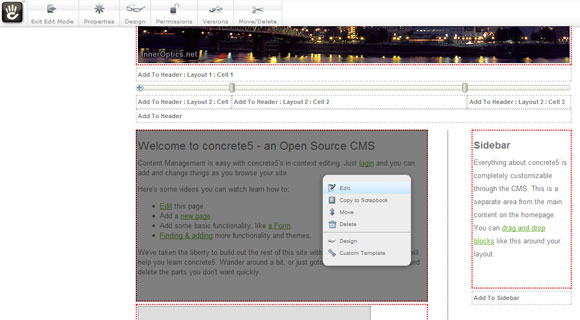 Exit Edit Mode
Properties
Design
Permissions
Versions
Move/Delete
InnerOptics.net
Add To Header : Layout 1 : Cell 1
Add To Header : Layout 2 : Cell
Add To Header : Layout 2 : Cell 2
Add To Header : Layout 2 : Cell 3
Add To Header
Welcome to concrete5 - an Open Source CMS
Content Management is easy with concrete5's in-context editing. Just login and you can
add and change things as you browse your site.
Here's some videos you can watch learn how to:
Edit this page.
Add a new page.
Add some basic functionality, like a Form.
Finding & adding more functionality and themes.
We've taken the liberty to build out the rest of this site with
help you learn concrete5. Wander around a bit, or just
delete the parts you don't want quickly.
Edit
Copy to Scrapbook
Move
Delete
Design
Custom Template
Sidebar
Everything about concrete5 is
completely customizable
through the CMS. This is a
separate area from the main
content on the homepage.
You can drag and drop
blocks like this around your
layout.
Add To Sidebar